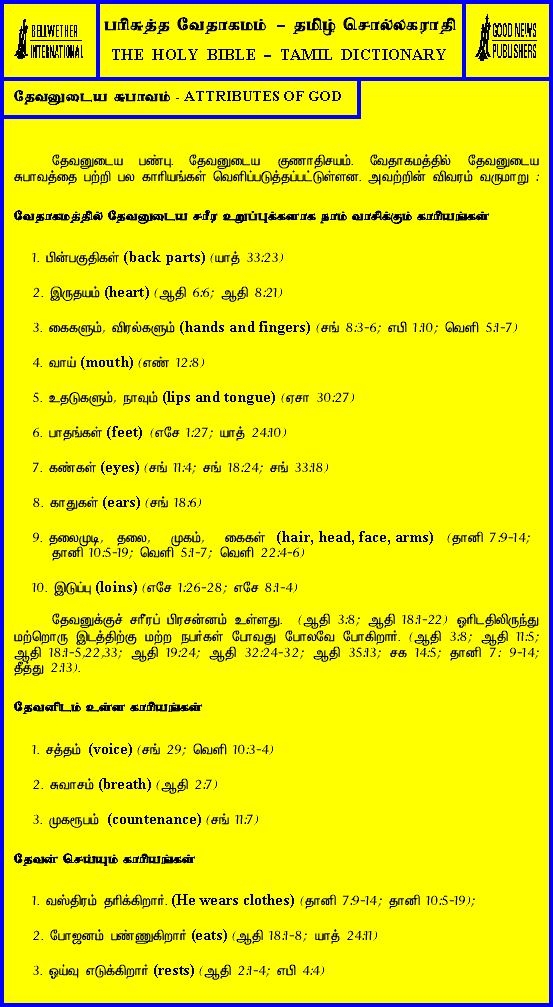 BELLWETHER
INTERNATIONAL
பரிசுத்த வேதாகமம் – தமிழ் சொல்லகராதி
THE HOLY BIBLE – TAMIL DICTIONARY
GOOD NEWS
PUBLISHERS
தேவனுடைய சுபாவம் - ATTRIBUTES OF GOD
தேவனுடைய பண்பு. தேவனுடைய குணாதிசயம். வேதாகமத்தில் தேவனுடைய
சுபாவத்தை பற்றி பல காரியங்கள் வெளிப்படுத்தப்பட்டுள்ளன. அவற்றின் விவரம் வருமாறு :
வேதாகமத்தில் தேவனுடைய சரீர உறுப்புக்களாக நாம் வாசிக்கும் காரியங்கள்
1. பின்பகுதிகள் (back parts) (யாத் 33:23)
2. இருதயம் (heart) (ஆதி 6:6; ஆதி 8:21)
3. கைகளும், விரல்களும் (hands and fingers) (சங் 8:3-6; எபி 1:10; வெளி 5:1-7)
4. வாய் (mouth) (எண் 12:8)
5. உதடுகளும், நாவும் (lips and tongue) (ஏசா 30:27)
6. பாதங்கள் (feet) (எசே 1:27; யாத் 24:10)
7. கண்கள் (eyes) (சங் 11:4; சங் 18:24; சங் 33:18)
8. காதுகள் (ears) (சங் 18:6)
9. தலைமுடி, தலை, முகம், கைகள் (hair, head, face, arms) (தானி 7:9-14;
தானி 10:5-19; வெளி 5:1-7; வெளி 22:4-6)
10. இடுப்பு (loins) (எசே 1:26-28; எசே 8:1-4)
தேவனுக்குச் சரீரப் பிரசன்னம் உள்ளது. (ஆதி 3:8; ஆதி 18:1-22) ஓரிடதிலிருந்து
மற்றொரு இடத்திற்கு மற்ற நபர்கள் போவது போலவே போகிறார். (ஆதி 3:8; ஆதி 11:5;
ஆதி 18:1-5,22,33; ஆதி 19:24; ஆதி 32:24-32; ஆதி 35:13; சக 14:5; தானி 7: 9-14;
தீத்து 2:13).
தேவனிடம் உள்ள காரியங்கள்
1. சத்தம் (voice) (சங் 29; வெளி 10:3-4)
2. சுவாசம் (breath) (ஆதி 2:7)
3. முகரூபம் (countenance) (சங் 11:7)
தேவன் செய்யும் காரியங்கள்
1. வஸ்திரம் தரிக்கிறார். (He wears clothes) (தானி 7:9-14; தானி 10:5-19);
2. போஜனம் பண்ணுகிறார் (eats) (ஆதி 18:1-8; யாத் 24:11)
3. ஓய்வு எடுக்கிறார் (rests) (ஆதி 2:1-4; எபி 4:4)